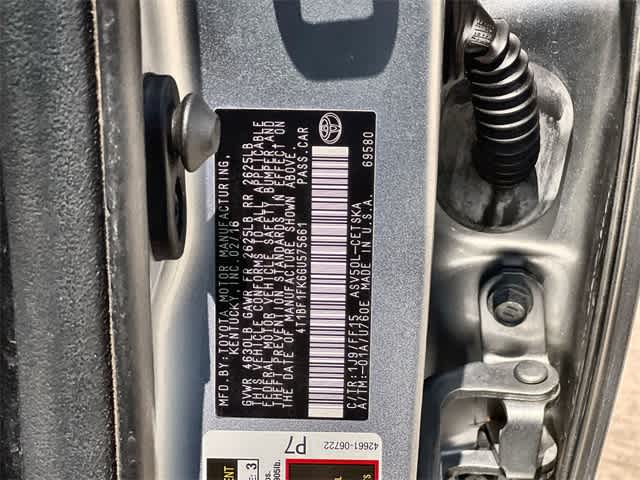 MFD.BY:TOYOTA MOTOR MANUFACTURING,
KENTUCKY, INC. 02/16
GVWR 4630LB GAWR FR 2625LB RR 2625LB
THIS VEHICLE CONFORMS TO ALL APPLICABLE
FEDERAL MOTOR VEHICLE SAFETY, BUMPER AND
THEFT PREVENTION STANDARDS IN EFFECT ON
THE DATE OF MANUFACTURE SHOWN ABOVE.
4T1BF1FK6GU575661 PASS.CAR
C/TR:1J9/FF15 ASV50L-CETSKA
A/TM:-01A/U760E MADE IN U.S.A.
69580
42661-06722
P7
3